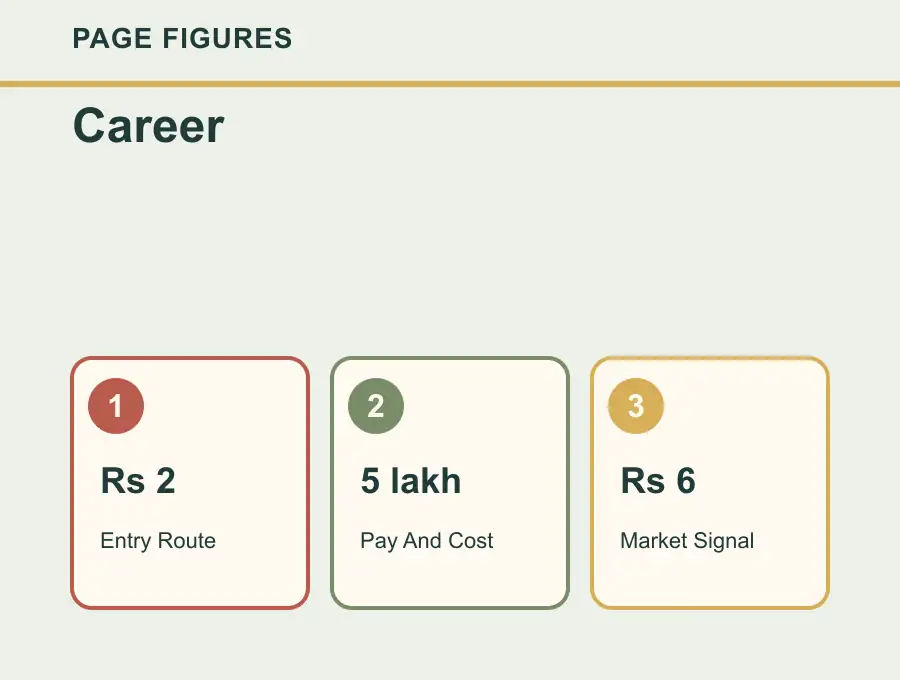 PAGE FIGURES
Career
1
Rs 2
Entry Route
2
5 lakh
Pay And Cost
3
Rs 6
Market Signal